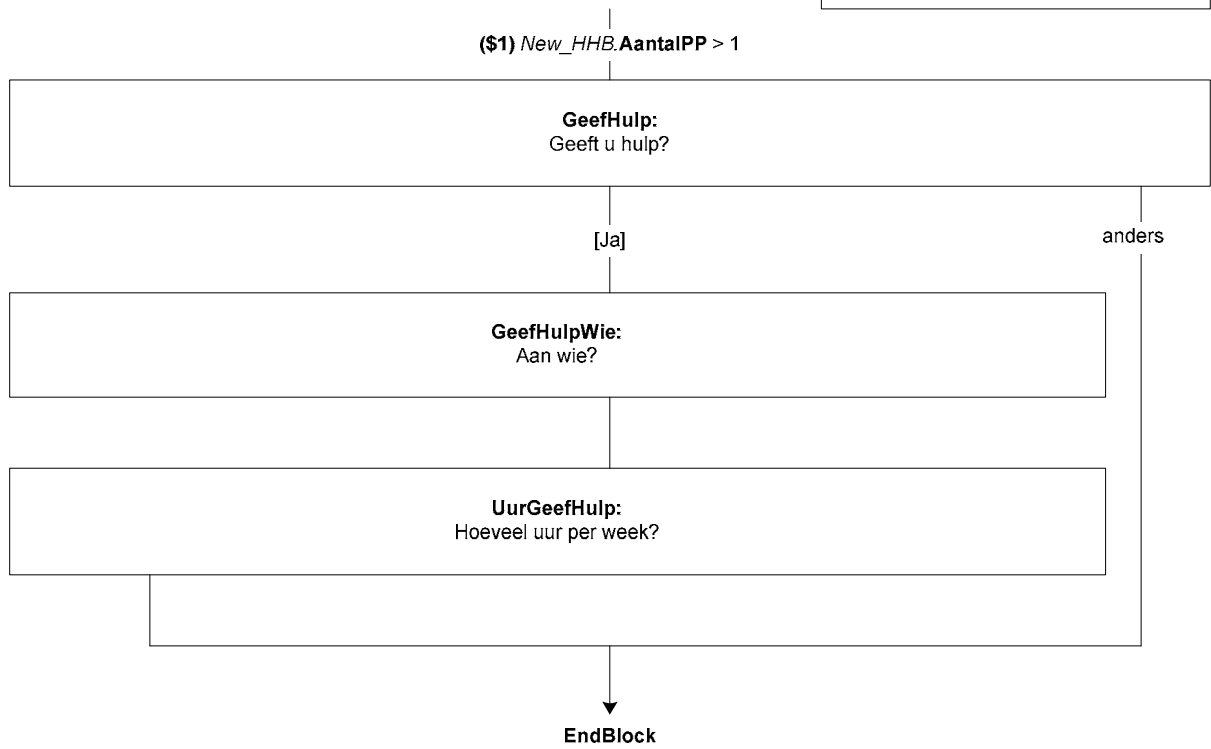 ($1) New_HHB.AantalPP > 1
GeefHulp:
Geeft u hulp?
[Ja]
anders
GeefHulpWie:
Aan wie?
UurGeefHulp:
Hoeveel uur per week?
EndBlock